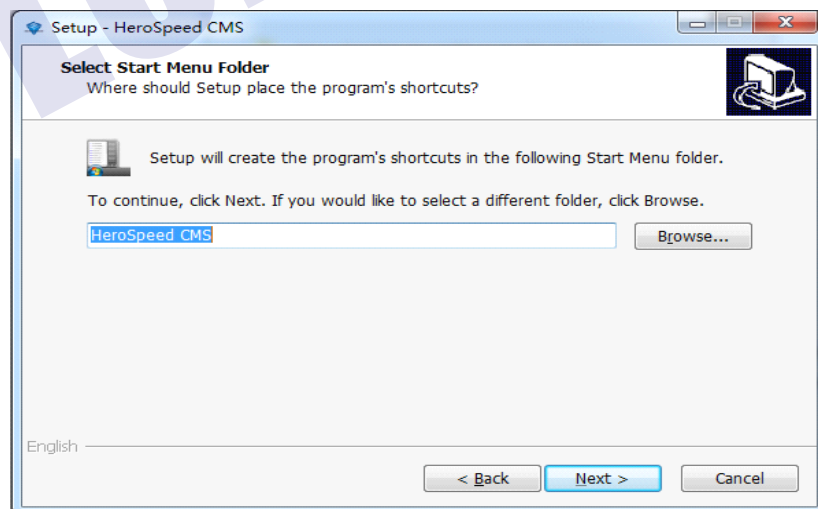 Setup - HeroSpeed CMS
Select Start Menu Folder
Where should Setup place the program's shortcuts?
Setup will create the program's shortcuts in the following Start Menu folder.
To continue, click Next. If you would like to select a different folder, click Browse.
HeroSpeed CMS
Browse...
English
< Back
Next >
Cancel